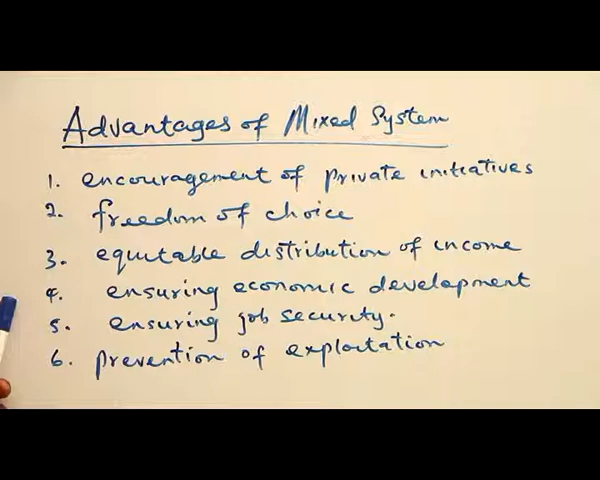 Advantages of Mixed System
1. encouragement of private initiatives
2. freedom of choice
3. equitable distribution of income
4. ensuring economic development
5. ensuring job security.
6. prevention of exploitation